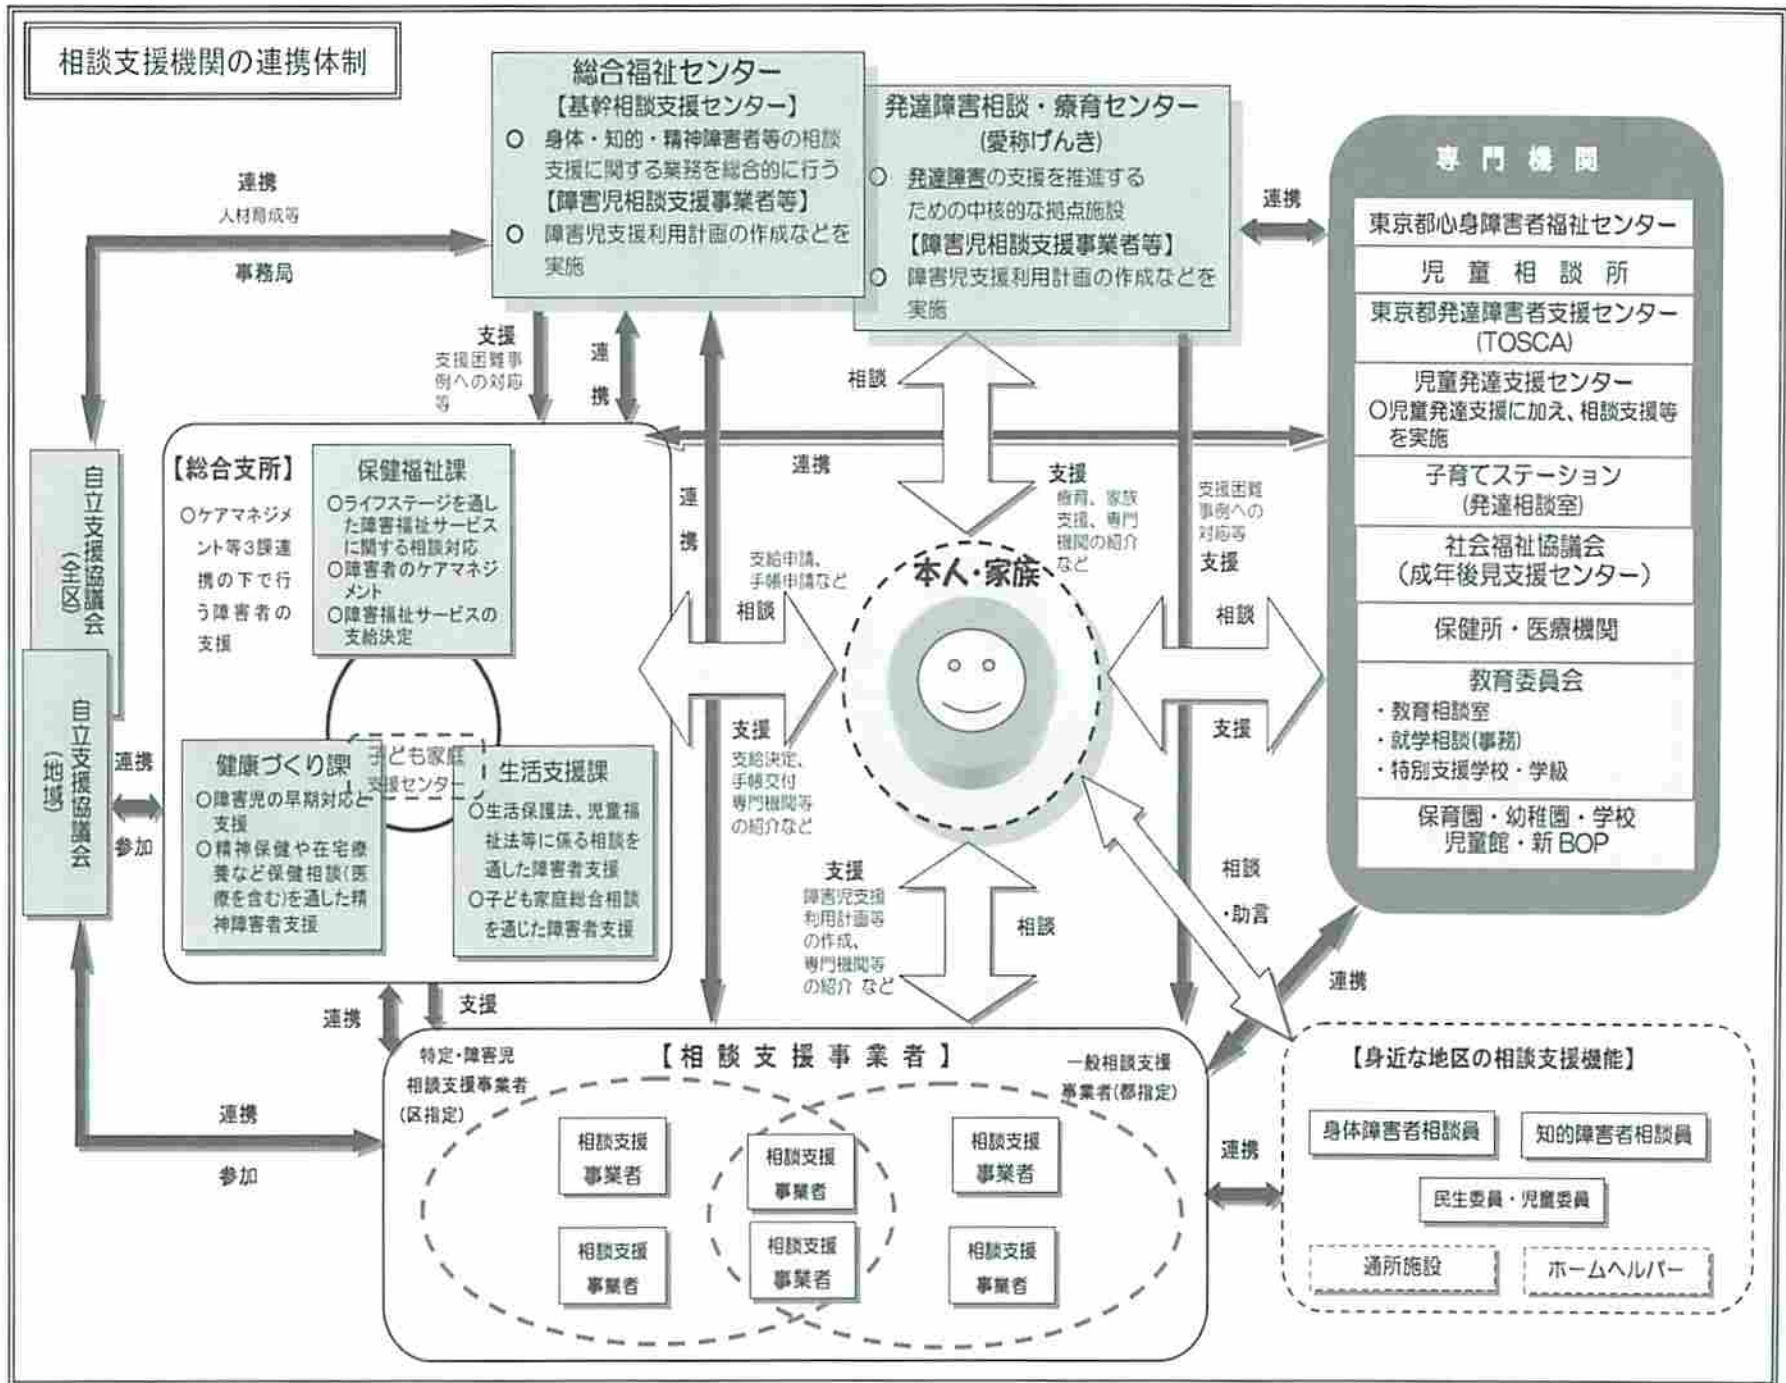 相談支援機関の連携体制
総合福祉センター
【基幹相談支援センター】
○ 身体・知的・精神障害者等の相談
支援に関する業務を総合的に行う
【障害児相談支援事業者等】
○ 障害児支援利用計画の作成などを
実施
発達障害相談・療育センター
(愛称げんき)
○ 発達障害の支援を推進する
ための中核的な拠点施設
【障害児相談支援事業者等】
○ 障害児支援利用計画の作成などを
実施
専門機関
東京都心身障害者福祉センター
児童相談所
東京都発達障害者支援センター
(TOSCA)
児童発達支援センター
○児童発達支援に加え、相談支援等
を実施
子育てステーション
(発達相談室)
社会福祉協議会
(成年後見支援センター)
保健所・医療機関
教育委員会
・教育相談室
・就学相談(事務)
・特別支援学校・学級
保育園・幼稚園・学校
児童館・新BOP
連携
連携
人材育成等
事務局
支援
支援困難事
例への対応
等
連
携
相談
連携
連
携
支援
療育、家族
支援、専門
機関の紹介
など
支援困難
事例への
対応等
支援
自立支援協議会
(全区)
自立支援協議会
(地域)
連携
参加
【総合支所】
○ケアマネジメ
ント等3課連
携の下で行
う障害者の
支援
保健福祉課
○ライフステージを通し
た障害福祉サービス
に関する相談対応
○障害者のケアマネジ
メント
○障害福祉サービスの
支給決定
子ども家庭
支援センター
健康づくり課
○障害児の早期対応と
支援
○精神保健や在宅療
養など保健相談(医
療を含む)を通した精
神障害者支援
生活支援課
○生活保護法、児童福
祉法等に係る相談を
通した障害者支援
○子ども家庭総合相談
を通じた障害者支援
支給申請、
手帳申請など
相談
支援
支給決定、
手帳交付
専門機関等
の紹介など
本人・家族
相談
支援
支援
障害児支援
利用計画等
の作成、
専門機関等
の紹介 など
相談
相談
・助言
連携
連携
支援
連携
参加
【相談支援事業者】
特定・障害児
相談支援事業者
(区指定)
一般相談支援
事業者(都指定)
相談支援
事業者
相談支援
事業者
相談支援
事業者
相談支援
事業者
相談支援
事業者
相談支援
事業者
連携
【身近な地区の相談支援機能】
身体障害者相談員
知的障害者相談員
民生委員・児童委員
通所施設
ホームヘルパー